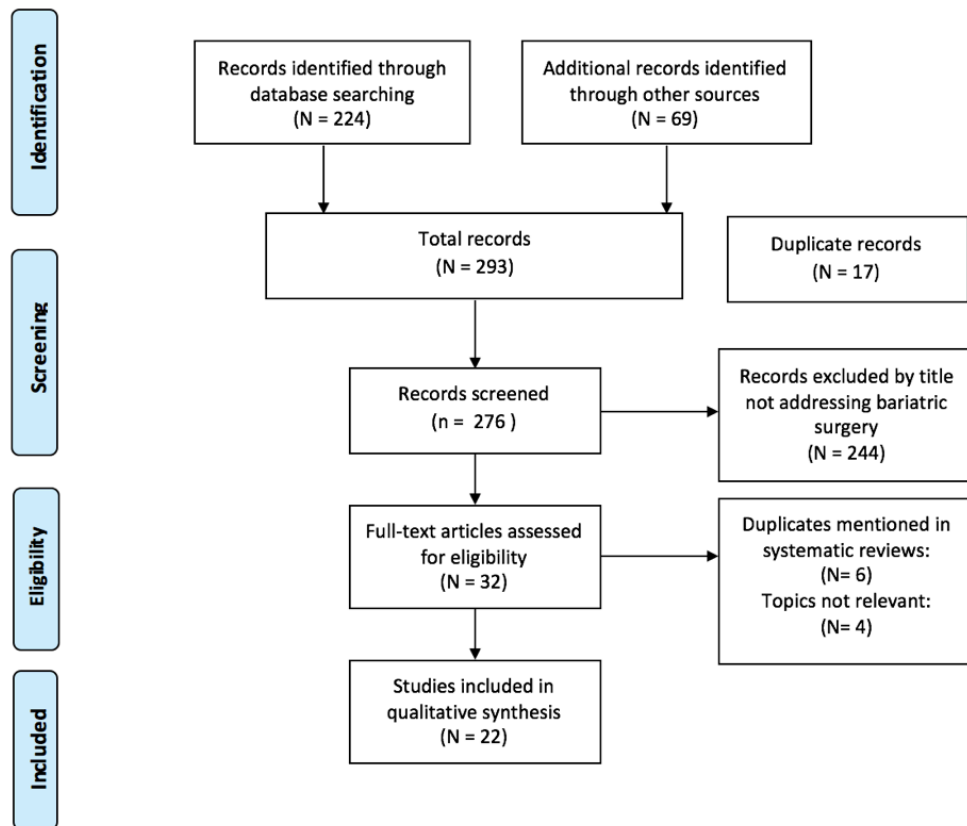 Identification
Records identified through
database searching
(N = 224)
Additional records identified
through other sources
(N = 69)
Total records
(N = 293)
Duplicate records
(N = 17)
Screening
Records screened
(n = 276 )
Records excluded by title
not addressing bariatric
surgery
(N = 244)
Eligibility
Full-text articles assessed
for eligibility
(N = 32)
Duplicates mentioned in
systematic reviews:
(N= 6)
Topics not relevant:
(N= 4)
Included
Studies included in
qualitative synthesis
(N = 22)